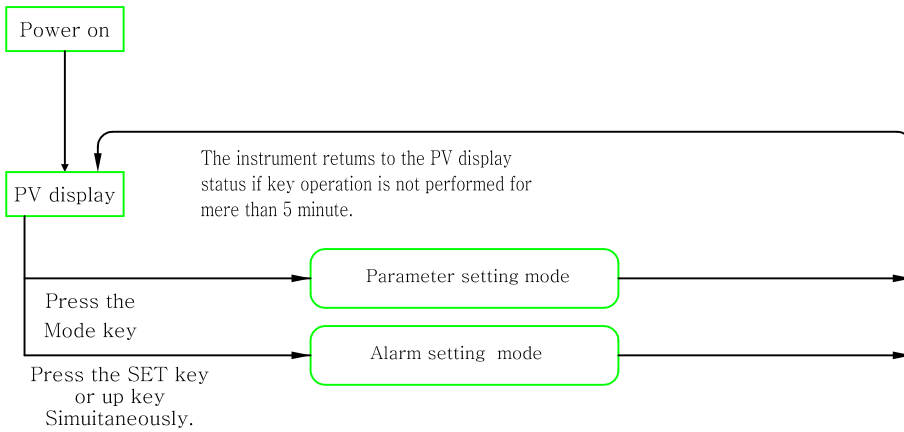 Power on
The instrument retums to the PV display
status if key operation is not performed for
mere than 5 minute.
PV display
Parameter setting mode
Press the
Mode key
Alarm setting mode
Press the SET key
or up key
Simuitaneously.